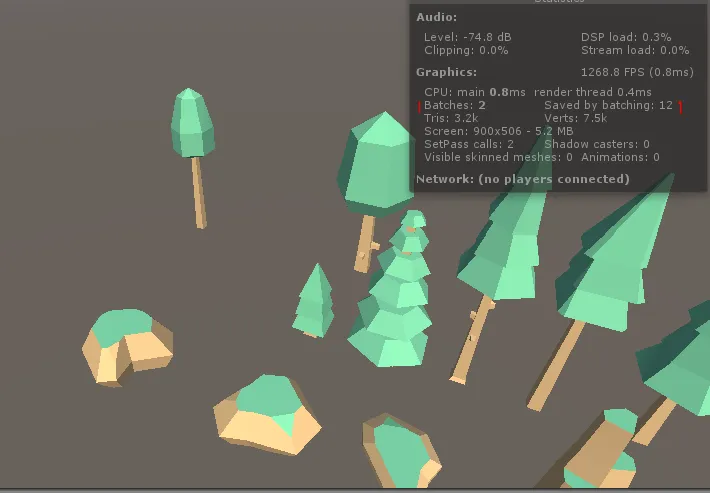 Statistics
Audio:
Level: -74.8 dB DSP load: 0.3%
Clipping: 0.0% Stream load: 0.0%
Graphics: 1268.8 FPS (0.8ms)
CPU: main 0.8ms render thread 0.4ms
Batches: 2 Saved by batching: 12
Tris: 3.2k Verts: 7.5k
Screen: 900x506 - 5.2 MB
SetPass calls: 2 Shadow casters: 0
Visible skinned meshes: 0 Animations: 0
Network: (no players connected)